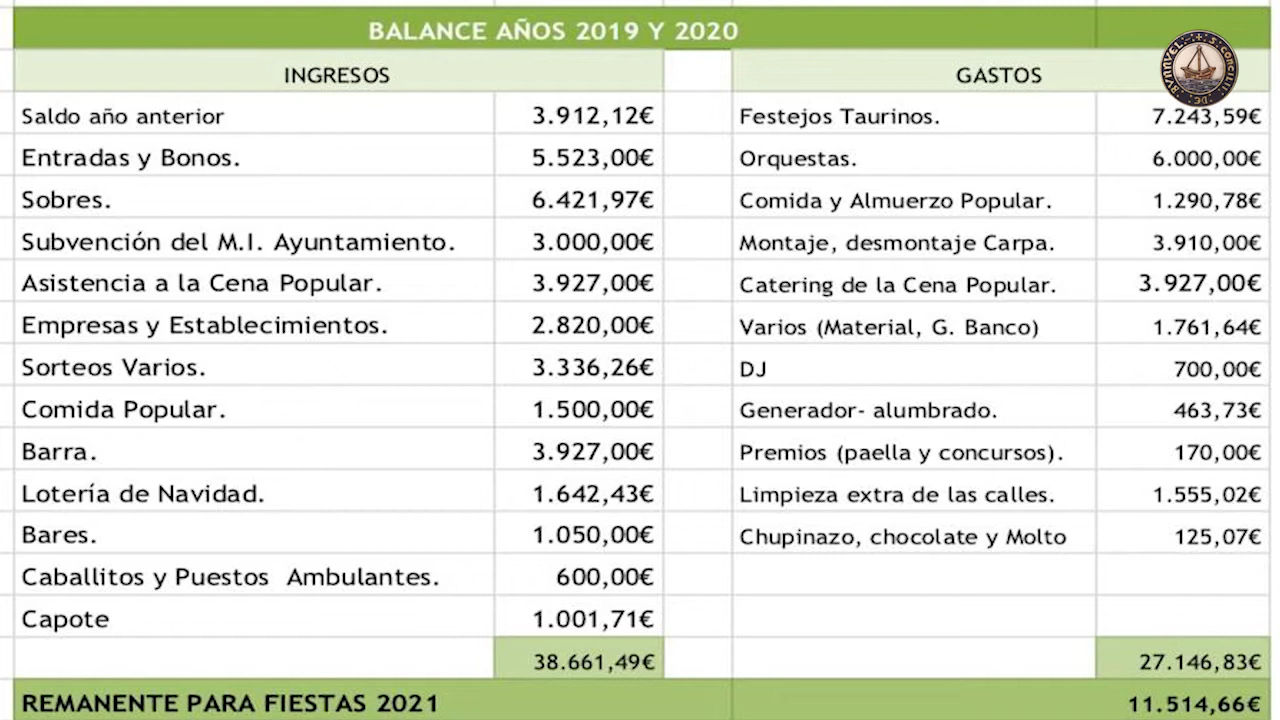 BALANCE AÑOS 2019 Y 2020
INGRESOS GASTOS
Saldo año anterior 3.912,12€ Festejos Taurinos. 7.243,59€
Entradas y Bonos. 5.523,00€ Orquestas. 6.000,00€
Sobres. 6.421,97€ Comida y Almuerzo Popular. 1.290,78€
Subvención del M.I. Ayuntamiento. 3.000,00€ Montaje, desmontaje Carpa. 3.910,00€
Asistencia a la Cena Popular. 3.927,00€ Catering de la Cena Popular. 3.927,00€
Empresas y Establecimientos. 2.820,00€ Varios (Material, G. Banco) 1.761,64€
Sorteos Varios. 3.336,26€ DJ 700,00€
Comida Popular. 1.500,00€ Generador- alumbrado. 463,73€
Barra. 3.927,00€ Premios (paella y concursos). 170,00€
Lotería de Navidad. 1.642,43€ Limpieza extra de las calles. 1.555,02€
Bares. 1.050,00€ Chupinazo, chocolate y Molto 125,07€
Caballitos y Puestos Ambulantes. 600,00€
Capote 1.001,71€
38.661,49€ 27.146,83€
REMANENTE PARA FIESTAS 2021 11.514,66€